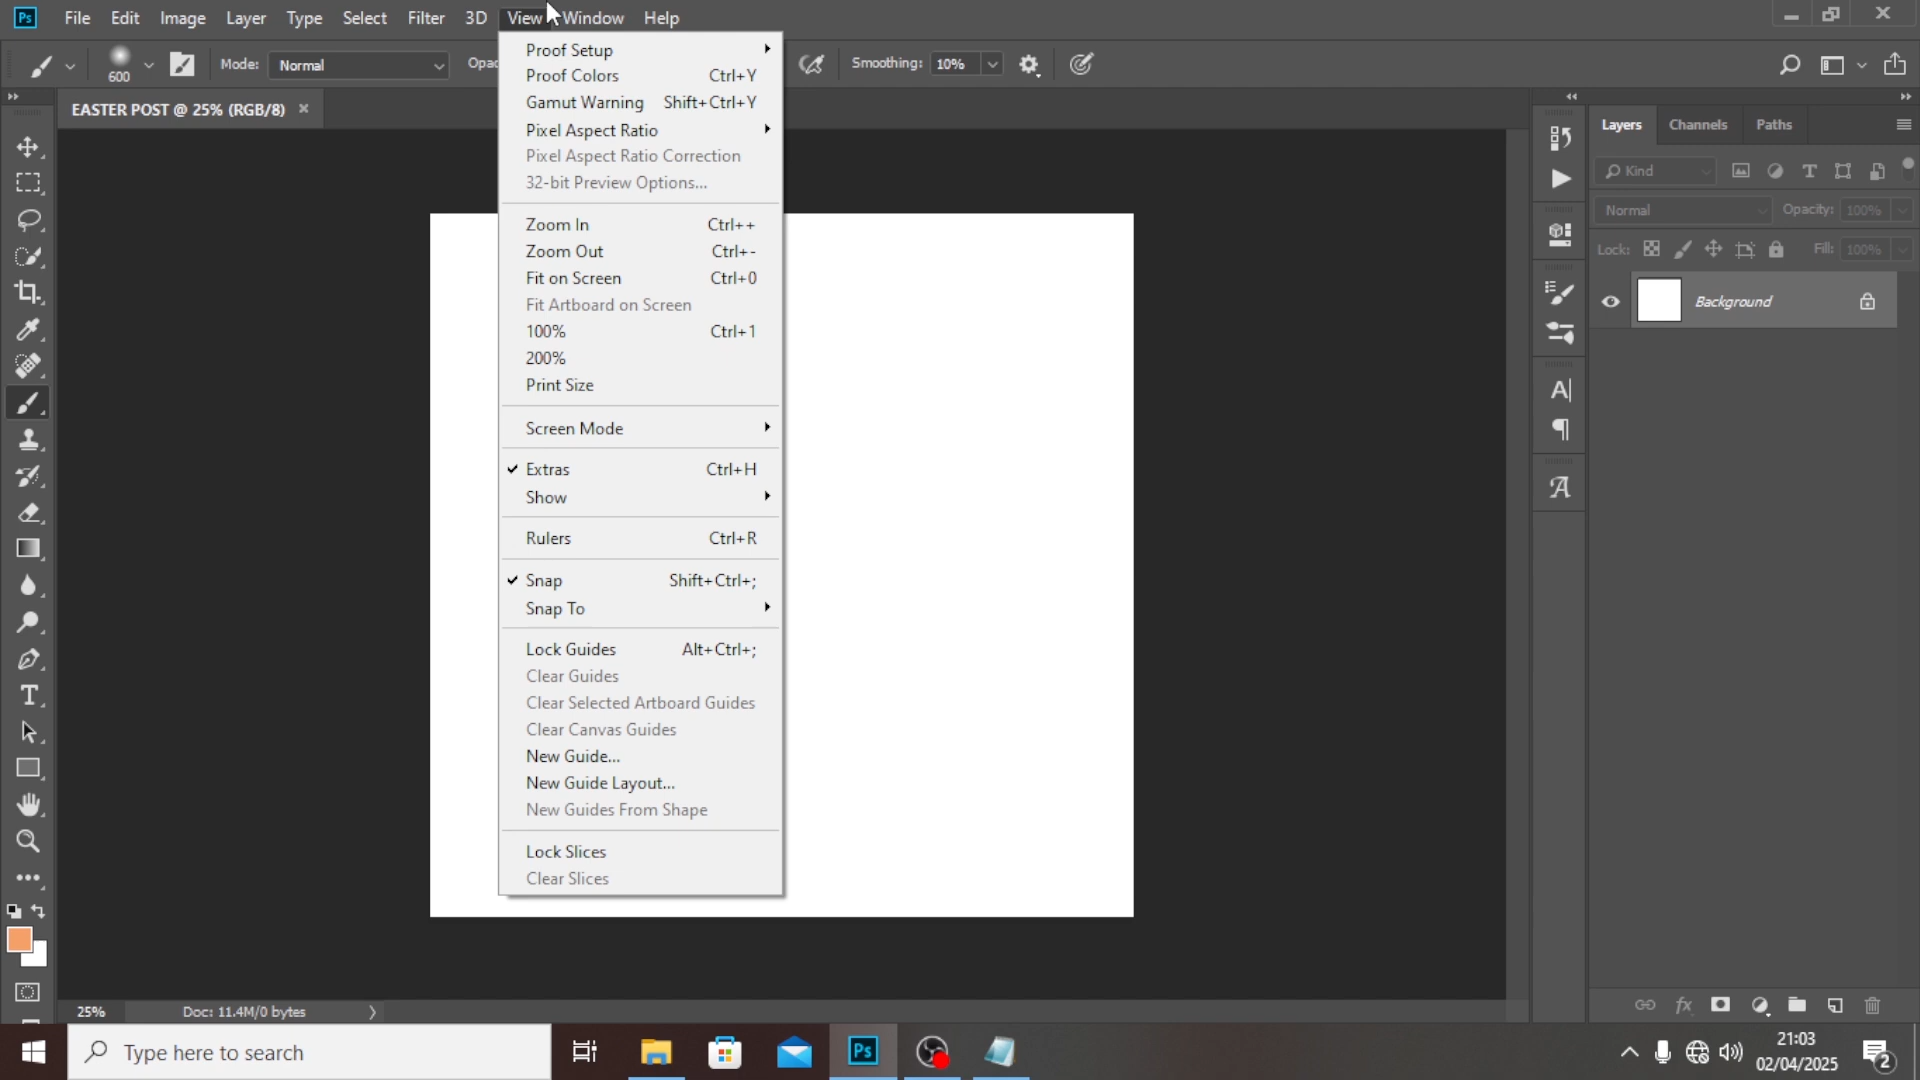 Ps File Edit Image Layer Type Select Filter 3D View Window Help
600 Mode: Normal Opac Smoothing: 10%
EASTER POST @ 25% (RGB/8) ×
Proof Setup
Proof Colors Ctrl+Y
Gamut Warning Shift+Ctrl+Y
Pixel Aspect Ratio
Pixel Aspect Ratio Correction
32-bit Preview Options...
Zoom In Ctrl++
Zoom Out Ctrl+-
Fit on Screen Ctrl+0
Fit Artboard on Screen
100% Ctrl+1
200%
Print Size
Screen Mode
Extras Ctrl+H
Show
Rulers Ctrl+R
Snap Shift+Ctrl+;
Snap To
Lock Guides Alt+Ctrl+;
Clear Guides
Clear Selected Artboard Guides
Clear Canvas Guides
New Guide...
New Guide Layout...
New Guides From Shape
Lock Slices
Clear Slices
Layers Channels Paths
Kind
Normal Opacity: 100%
Lock: Fill: 100%
Background
fx
25% Doc: 11.4M/0 bytes
Type here to search
Ps
21:03
02/04/2025
2